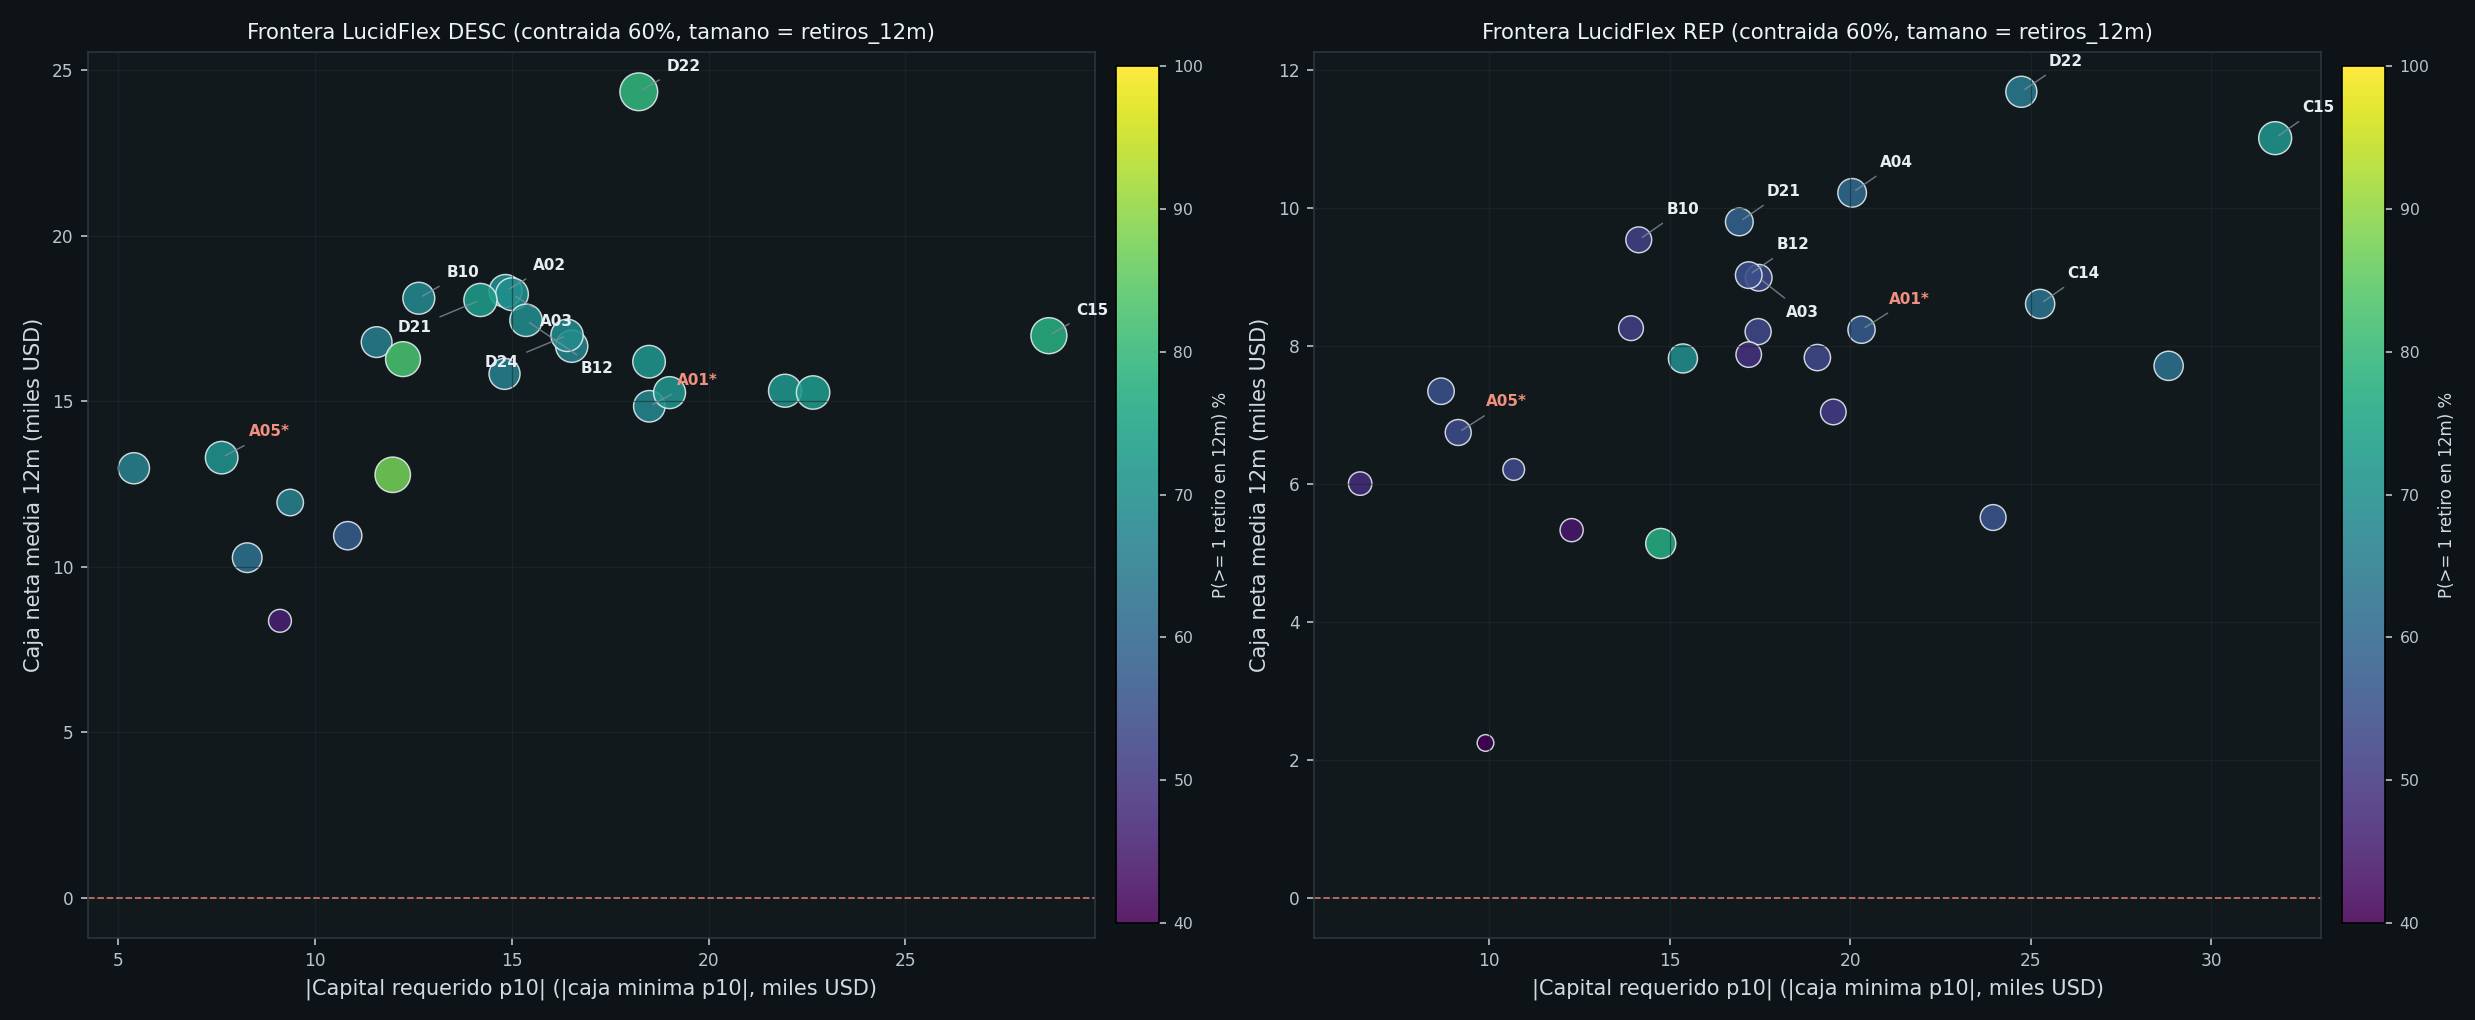 Frontera LucidFlex DESC (contraida 60%, tamano = retiros_12m)
Caja neta media 12m (miles USD)
25
20
15
10
5
0
D22
B10
A02
D21
A03
C15
D24
B12
A01*
A05*
5
10
15
20
25
|Capital requerido p10| (|caja minima p10|, miles USD)
100
90
80
70
60
50
40
P(>= 1 retiro en 12m) %
Frontera LucidFlex REP (contraida 60%, tamano = retiros_12m)
Caja neta media 12m (miles USD)
12
10
8
6
4
2
0
D22
C15
A04
D21
B10
B12
C14
A01*
A03
A05*
10
15
20
25
30
|Capital requerido p10| (|caja minima p10|, miles USD)
100
90
80
70
60
50
40
P(>= 1 retiro en 12m) %